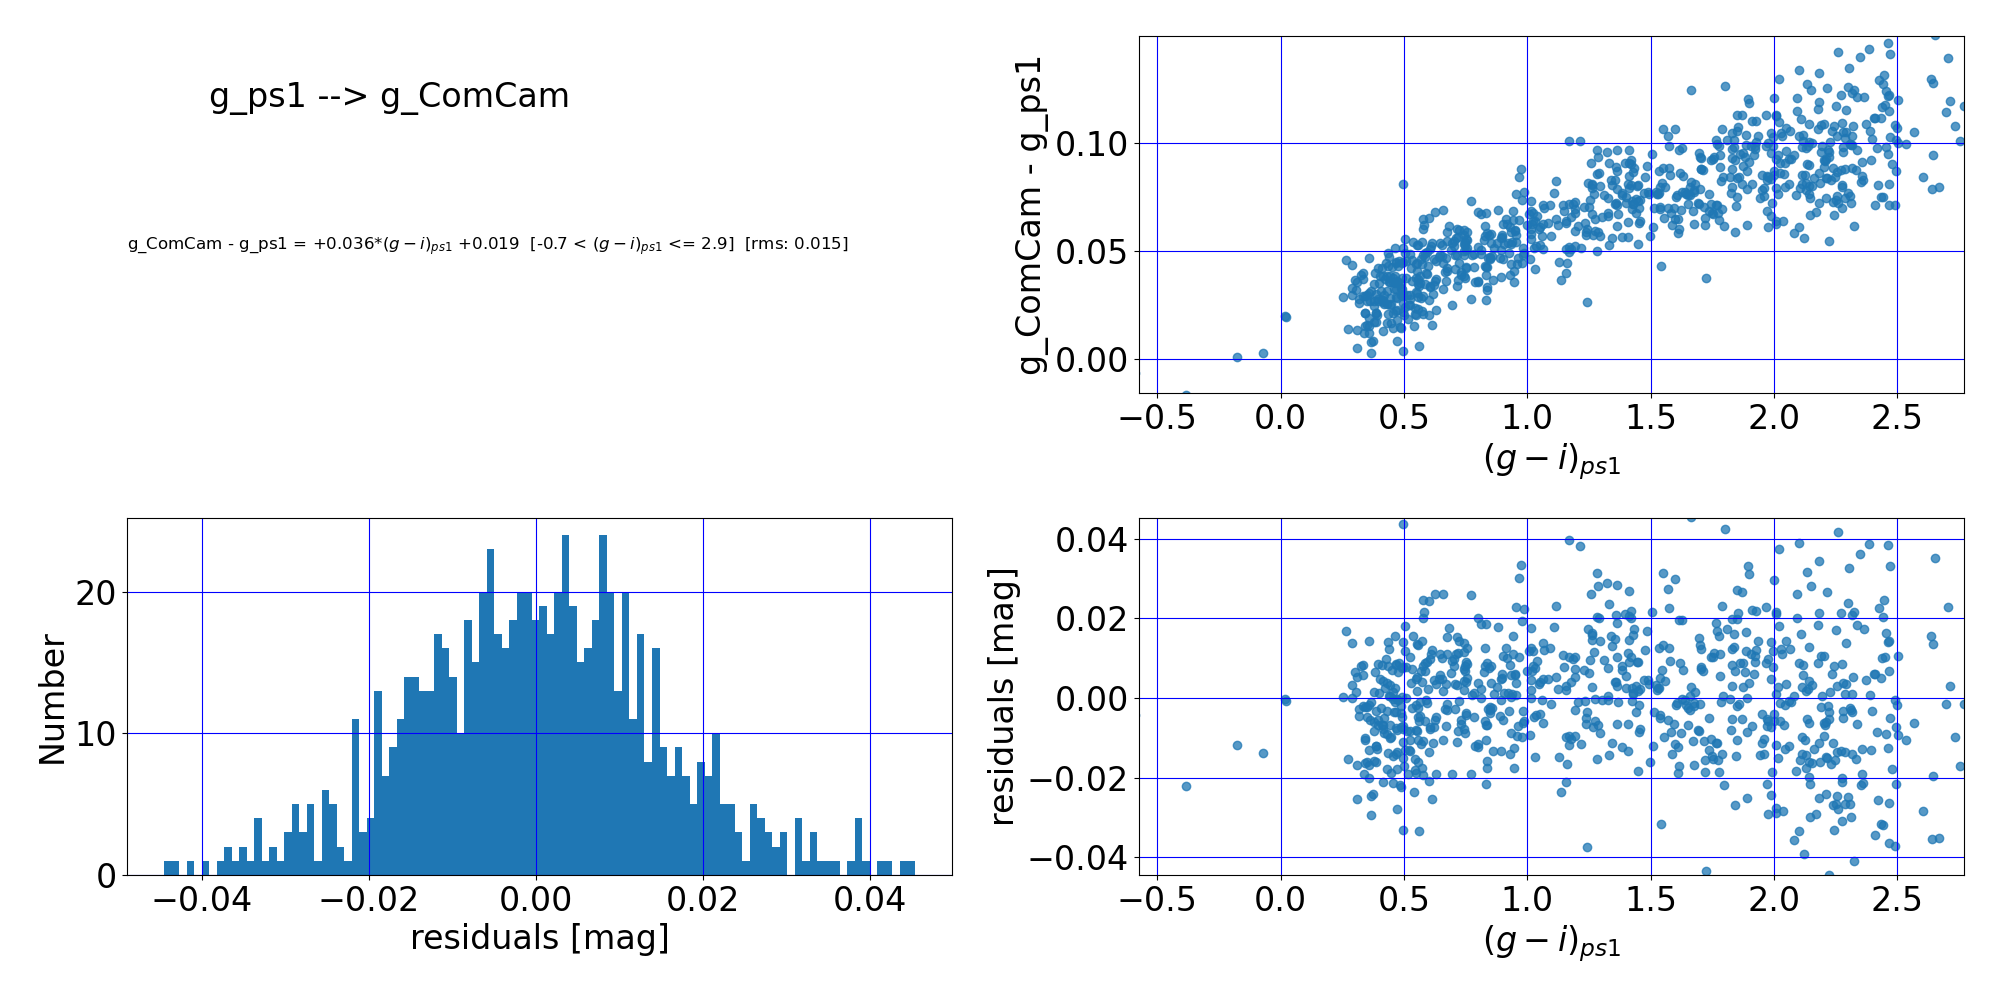 g_ps1 --> g_ComCam
g_ComCam - g_ps1 = +0.036*(g − i)ps1 +0.019 [-0.7 < (g − i)ps1 <= 2.9] [rms: 0.015]
g_ComCam - g_ps1
0.10
0.05
0.00
−0.5 0.0 0.5 1.0 1.5 2.0 2.5
(g − i)ps1
Number
20
10
0
−0.04 −0.02 0.00 0.02 0.04
residuals [mag]
residuals [mag]
0.04
0.02
0.00
−0.02
−0.04
−0.5 0.0 0.5 1.0 1.5 2.0 2.5
(g − i)ps1